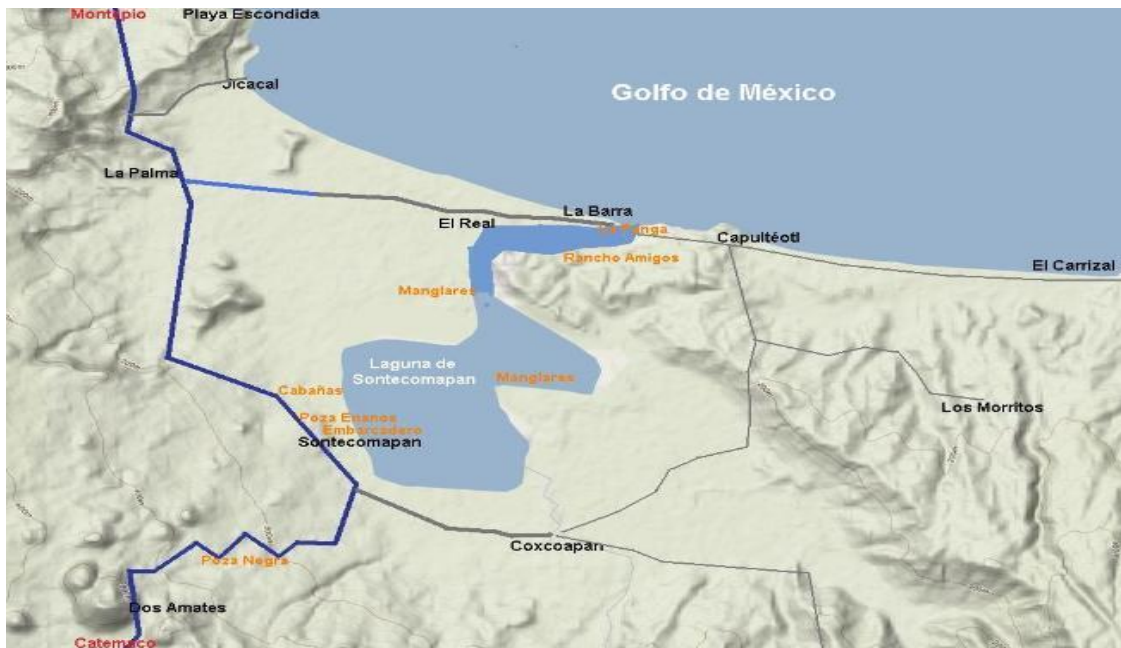 Montepio
Playa Escondida
Jicacal
Golfo de México
La Palma
La Barra
El Real
La Panga
Capultéotl
Rancho Amigos
El Carrizal
Manglares
Laguna de
Sontecomapan
Manglares
Cabañas
Los Morritos
Poza Enanos
Embarcadero
Sontecomapan
Coxcoapan
Poza Negra
Dos Amates
Catemaco